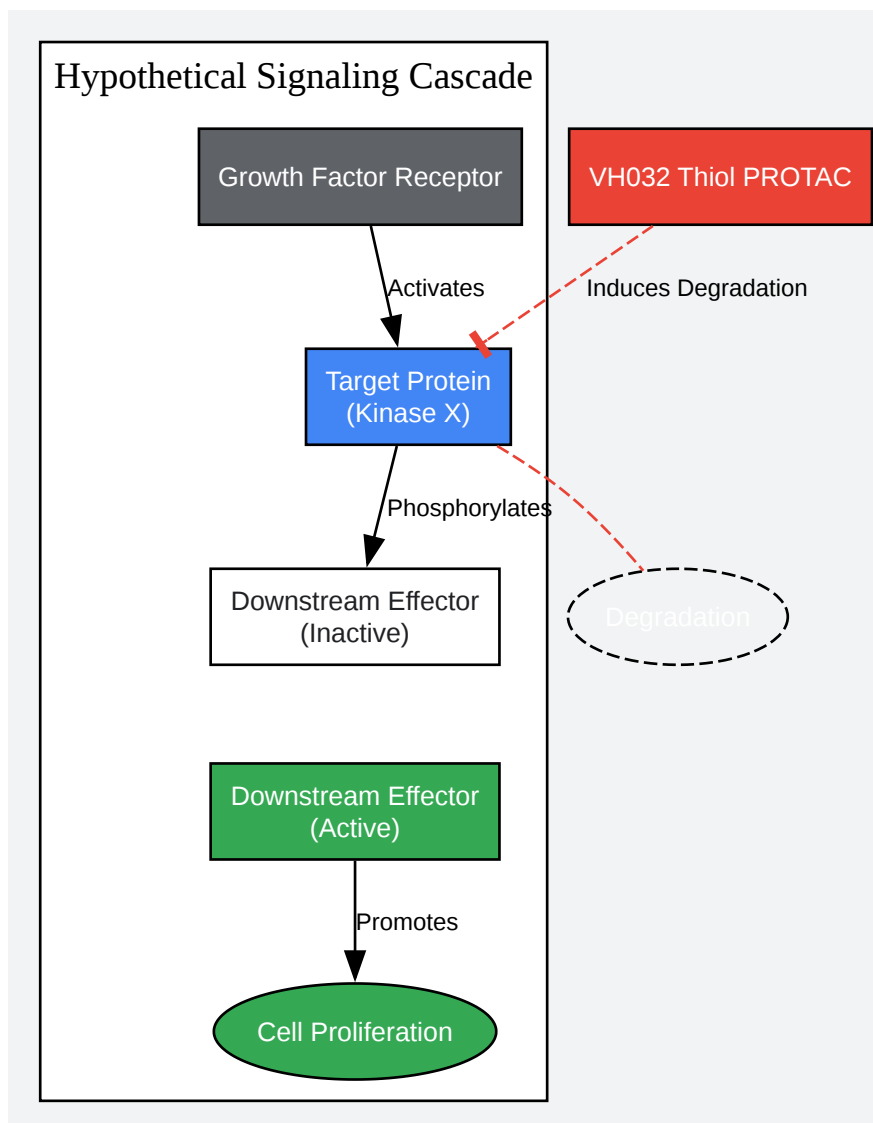 Hypothetical Signaling Cascade
Growth Factor Receptor
VH032 Thiol PROTAC
Activates
Induces Degradation
Target Protein
(Kinase X)
Phosphorylates
Downstream Effector
(Inactive)
Degradation
Downstream Effector
(Active)
Promotes
Cell Proliferation